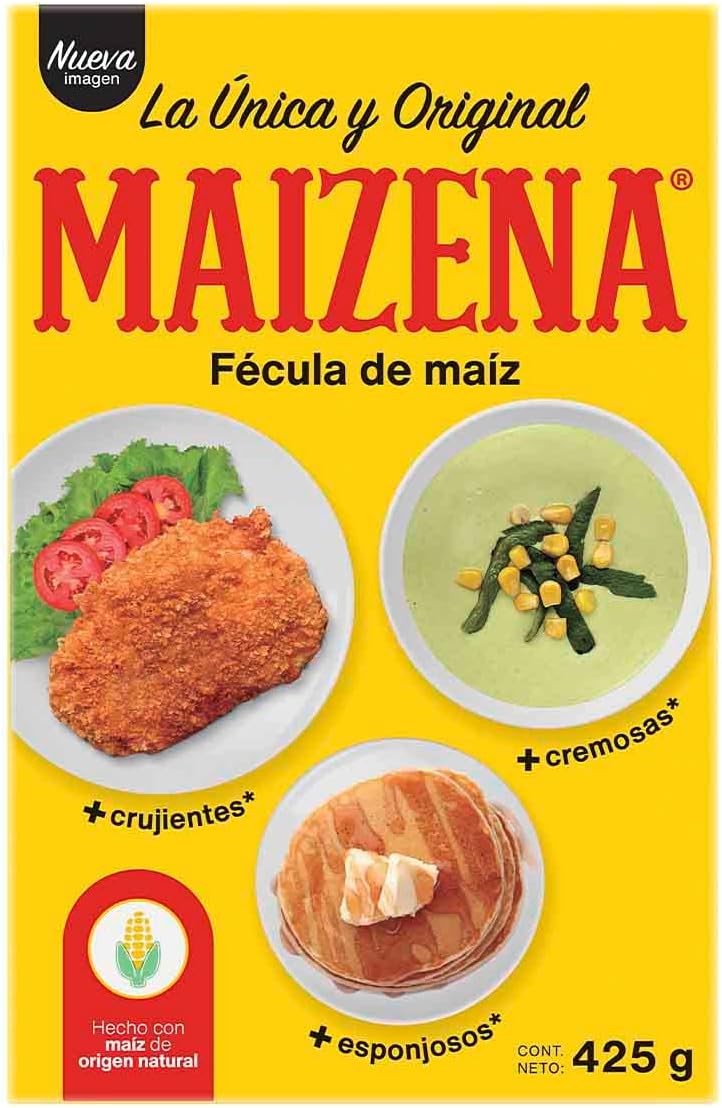 Nueva
imagen
La Única y Original
MAIZENA®
Fécula de maíz
+crujientes*
+cremosas*
+esponjosos*
Hecho con
maíz de
origen natural
CONT.
NETO: 425 g